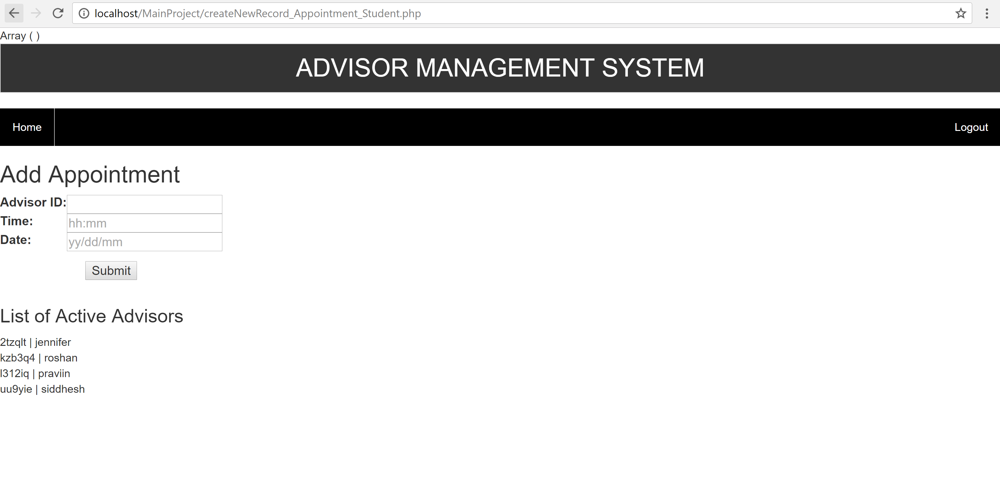 localhost/MainProject/createNewRecord_Appointment_Student.php
Array ( )
ADVISOR MANAGEMENT SYSTEM
Home Logout
Add Appointment
Advisor ID:
Time: hh:mm
Date: yy/dd/mm
Submit
List of Active Advisors
2tzqlt | jennifer
kzb3q4 | roshan
l312iq | praviin
uu9yie | siddhesh